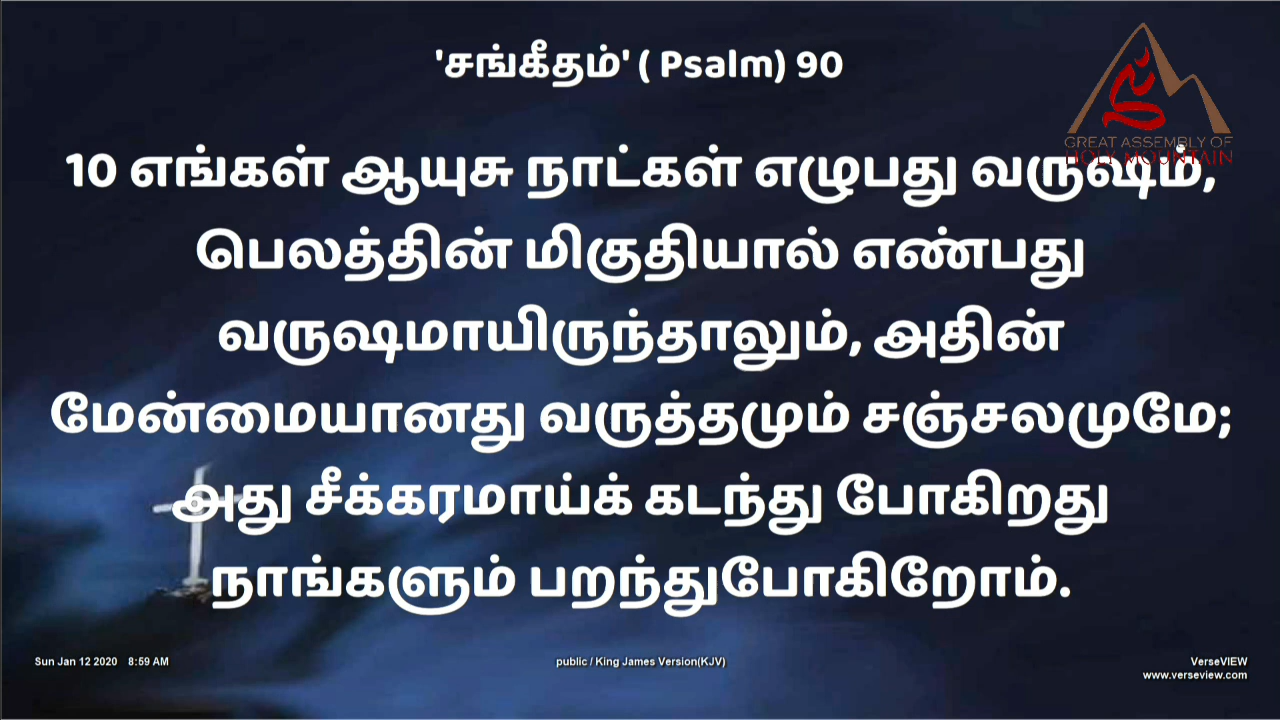 'சங்கீதம்' ( Psalm) 90
GREAT ASSEMBLY OF
HOLY MOUNTAIN
10 எங்கள் ஆயுசு நாட்கள் எழுபது வருஷம்,
பெலத்தின் மிகுதியால் எண்பது
வருஷமாயிருந்தாலும், அதின்
மேன்மையானது வருத்தமும் சஞ்சலமுமே;
அது சீக்கரமாய்க் கடந்து போகிறது
நாங்களும் பறந்துபோகிறோம்.
Sun Jan 12 2020 8:59 AM
public / King James Version(KJV)
VerseVIEW
www.verseview.com